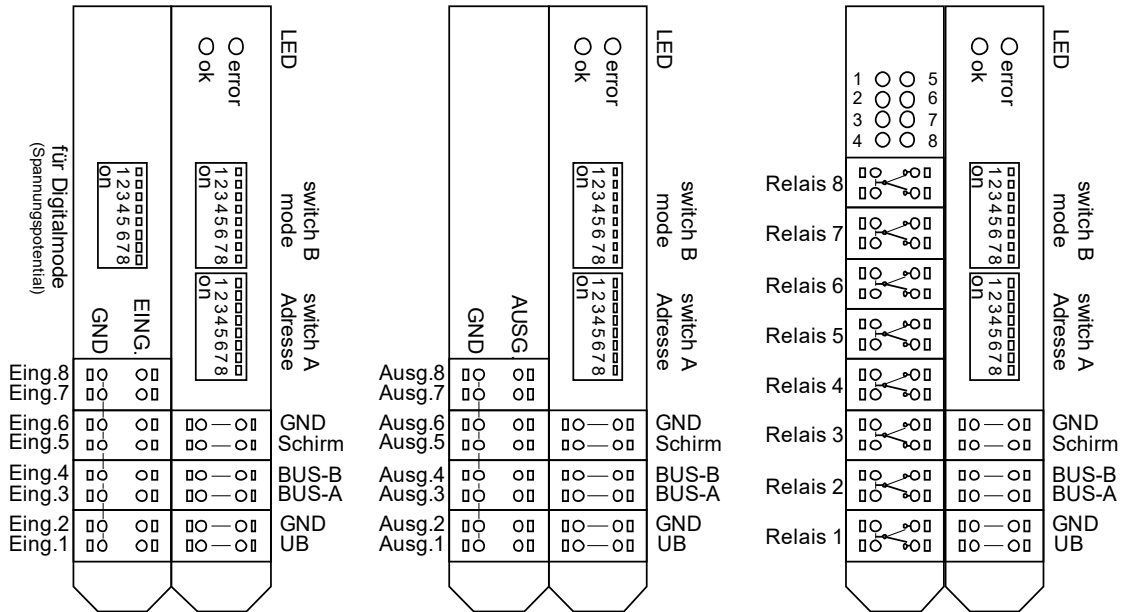 LED
error
ok
für Digitalmode
(Spannungspotential)
on
12345678
on
12345678
switch B
mode
on
12345678
switch A
Adresse
GND
EING.
Eing.8
Eing.7
Eing.6
Eing.5
Eing.4
Eing.3
Eing.2
Eing.1
GND
Schirm
BUS-B
BUS-A
GND
UB
LED
error
ok
on
12345678
switch B
mode
on
12345678
switch A
Adresse
GND
AUSG.
Ausg.8
Ausg.7
Ausg.6
Ausg.5
Ausg.4
Ausg.3
Ausg.2
Ausg.1
GND
Schirm
BUS-B
BUS-A
GND
UB
LED
error
ok
1 5
2 6
3 7
4 8
on
12345678
switch B
mode
on
12345678
switch A
Adresse
Relais 8
Relais 7
Relais 6
Relais 5
Relais 4
Relais 3
Relais 2
Relais 1
GND
Schirm
BUS-B
BUS-A
GND
UB